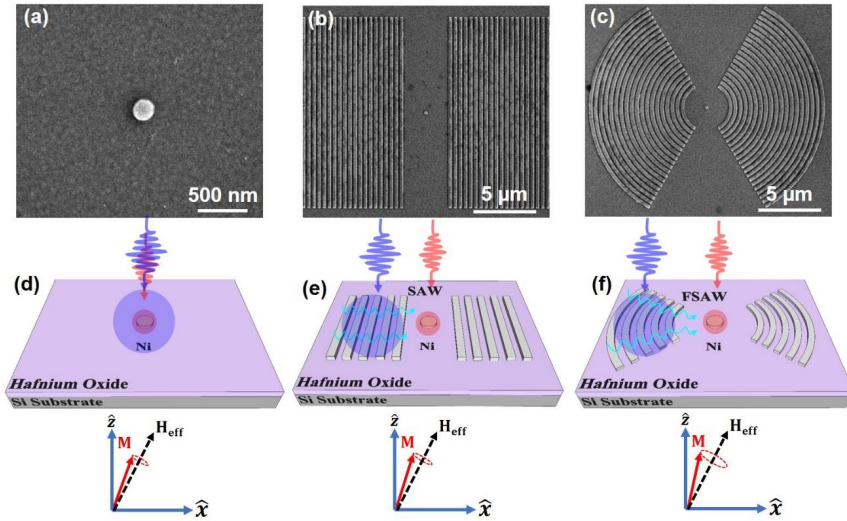 (a)
500 nm
(b)
5 µm
(c)
5 µm
(d)
Ni
Hafnium Oxide
Si Substrate
(e)
SAW
Ni
Hafnium Oxide
Si Substrate
(f)
FSAW
Ni
Hafnium Oxide
Si Substrate
ẑ
M
H_eff
x̂
ẑ
M
H_eff
x̂
ẑ
M
H_eff
x̂